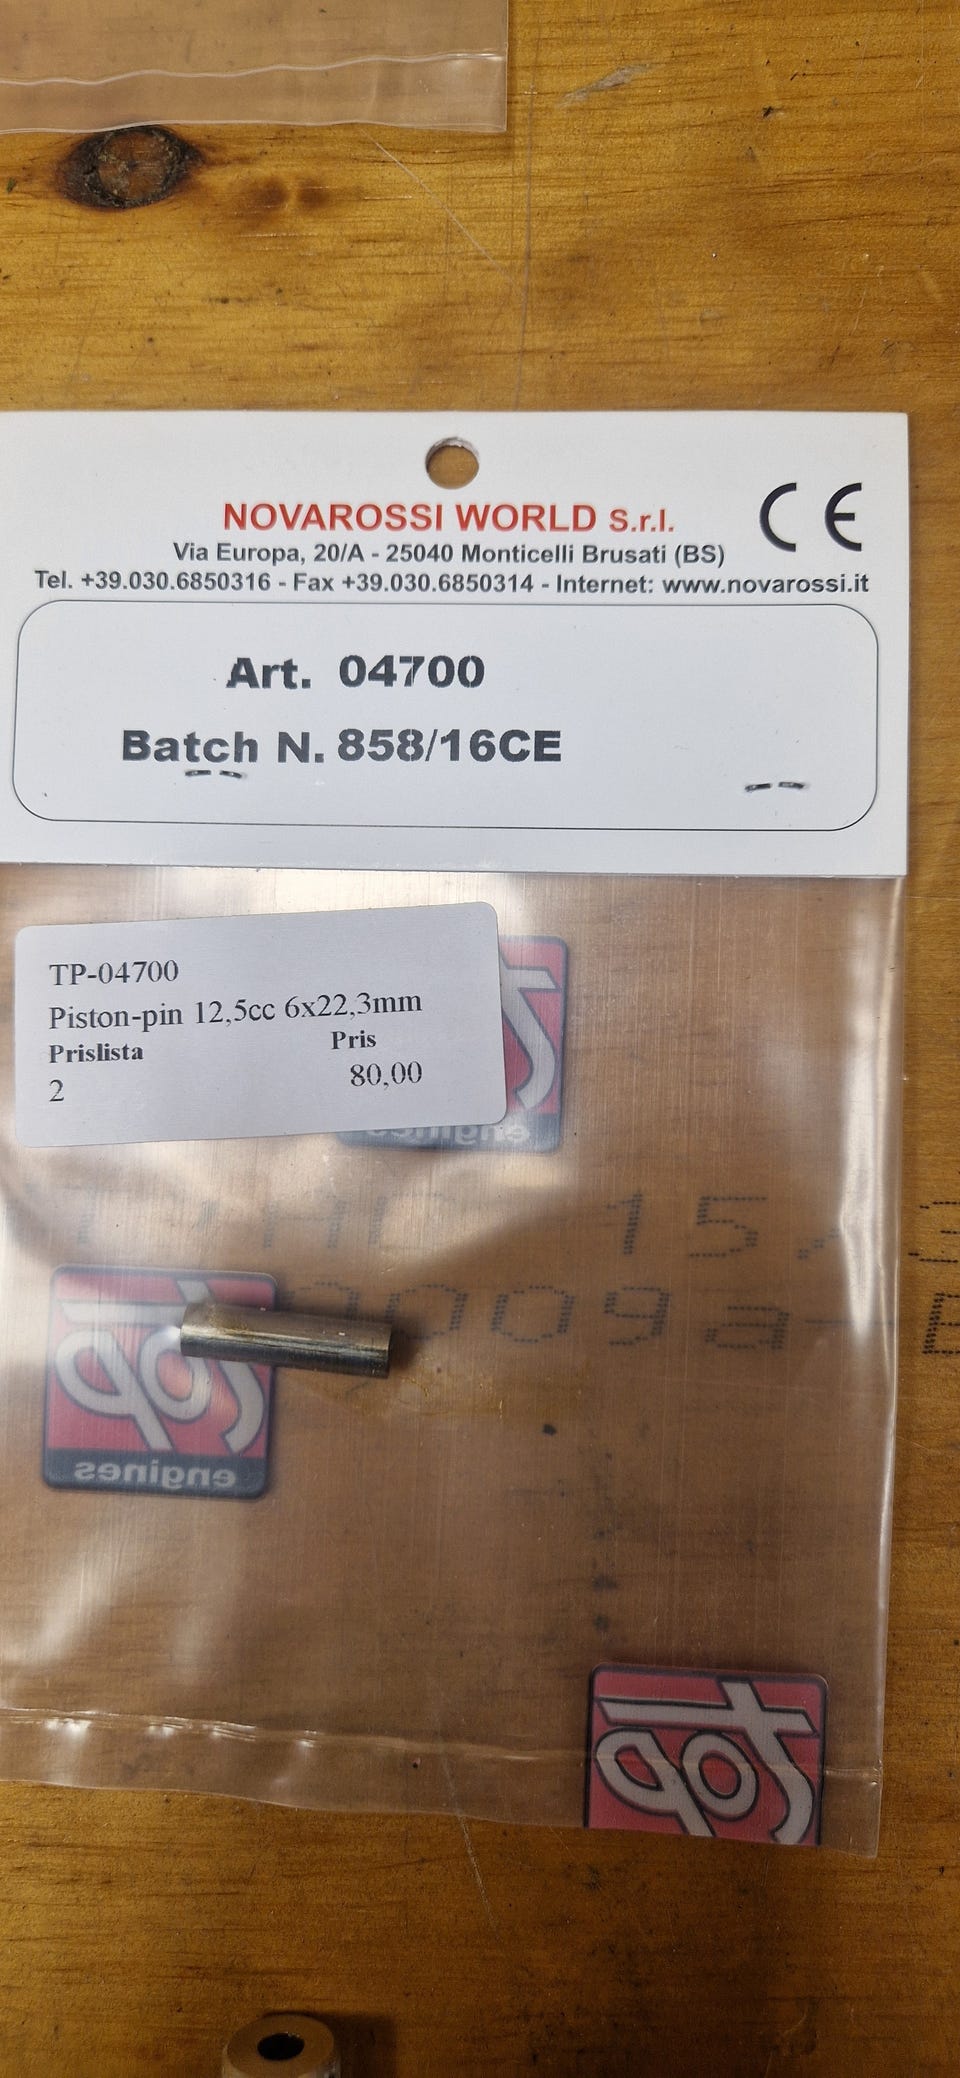 NOVAROSSI WORLD S.r.l.
CE
Via Europa, 20/A - 25040 Monticelli Brusati (BS)
Tel. +39.030.6850316 - Fax +39.030.6850314 - Internet: www.novarossi.it
Art. 04700
Batch N. 858/16CE
TP-04700
Piston-pin 12,5cc 6x22,3mm
Prislista Pris
2 80,00
engines
top
engines
top